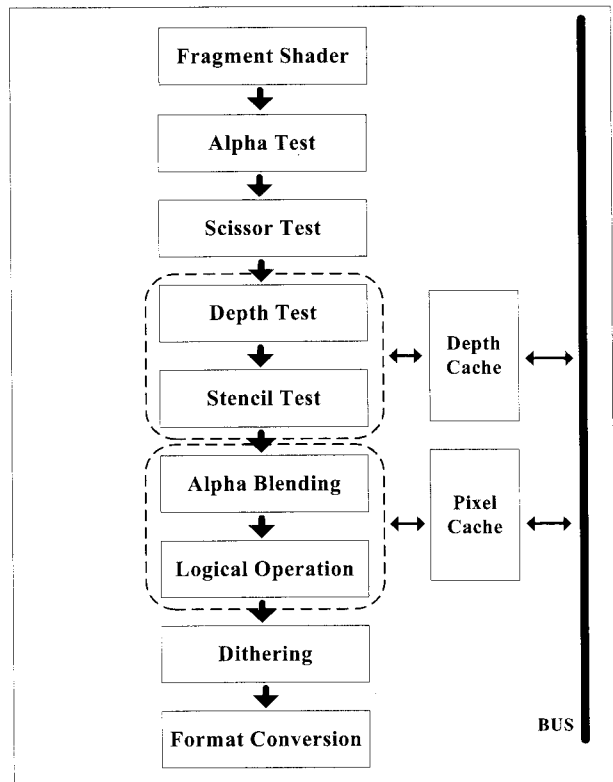 Fragment Shader
Alpha Test
Scissor Test
Depth Test
Stencil Test
Depth
Cache
Alpha Blending
Logical Operation
Pixel
Cache
Dithering
Format Conversion
BUS